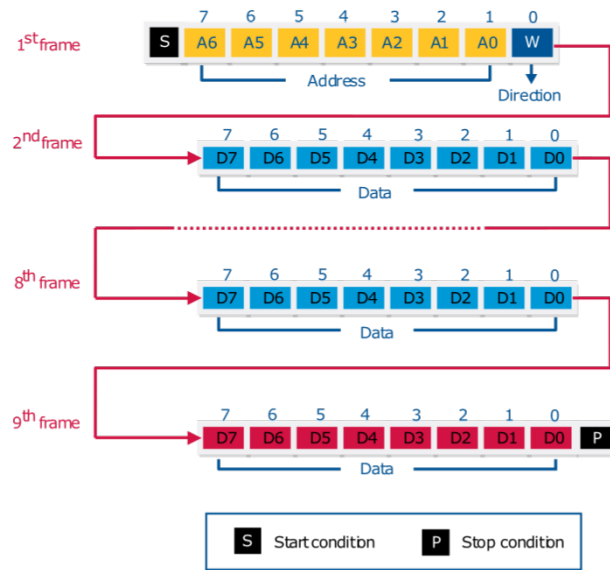 7 6 5 4 3 2 1 0
1st frame S A6 A5 A4 A3 A2 A1 A0 W
Address Direction
2nd frame
7 6 5 4 3 2 1 0
D7 D6 D5 D4 D3 D2 D1 D0
Data
7 6 5 4 3 2 1 0
8th frame
D7 D6 D5 D4 D3 D2 D1 D0
Data
7 6 5 4 3 2 1 0
9th frame
D7 D6 D5 D4 D3 D2 D1 D0 P
Data
S Start condition P Stop condition